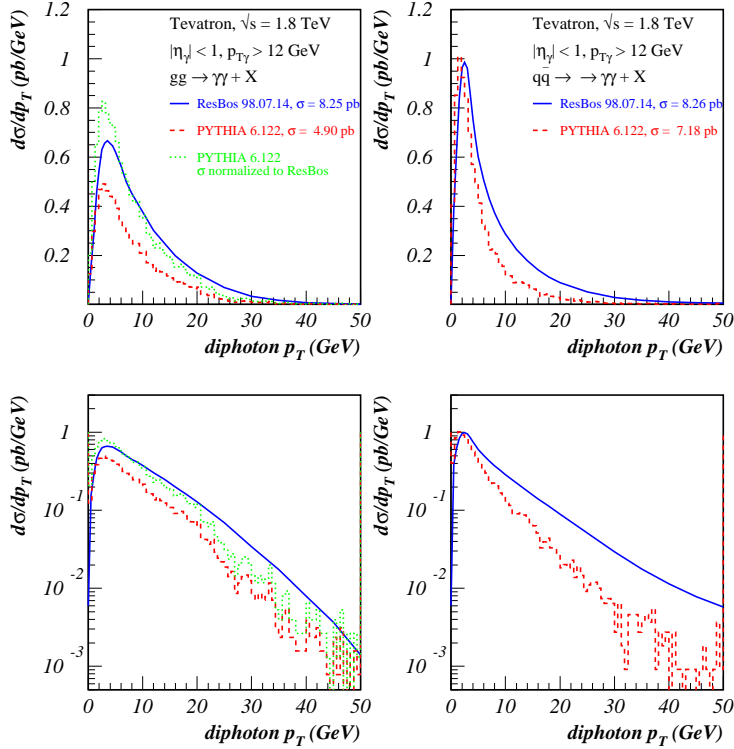 dσ/dp_T (pb/GeV)
1.2
1
0.8
0.6
0.4
0.2
0 10 20 30 40 50
diphoton p_T (GeV)
Tevatron, √s = 1.8 TeV
|η_γ| < 1, p_Tγ > 12 GeV
gg → γγ + X
ResBos 98.07.14, σ = 8.25 pb
PYTHIA 6.122, σ = 4.90 pb
PYTHIA 6.122
σ normalized to ResBos
dσ/dp_T (pb/GeV)
1.2
1
0.8
0.6
0.4
0.2
0 10 20 30 40 50
diphoton p_T (GeV)
Tevatron, √s = 1.8 TeV
|η_γ| < 1, p_Tγ > 12 GeV
qq̄ → → γγ + X
ResBos 98.07.14, σ = 8.26 pb
PYTHIA 6.122, σ = 7.18 pb
dσ/dp_T (pb/GeV)
1
10⁻¹
10⁻²
10⁻³
0 10 20 30 40 50
diphoton p_T (GeV)
dσ/dp_T (pb/GeV)
1
10⁻¹
10⁻²
10⁻³
0 10 20 30 40 50
diphoton p_T (GeV)